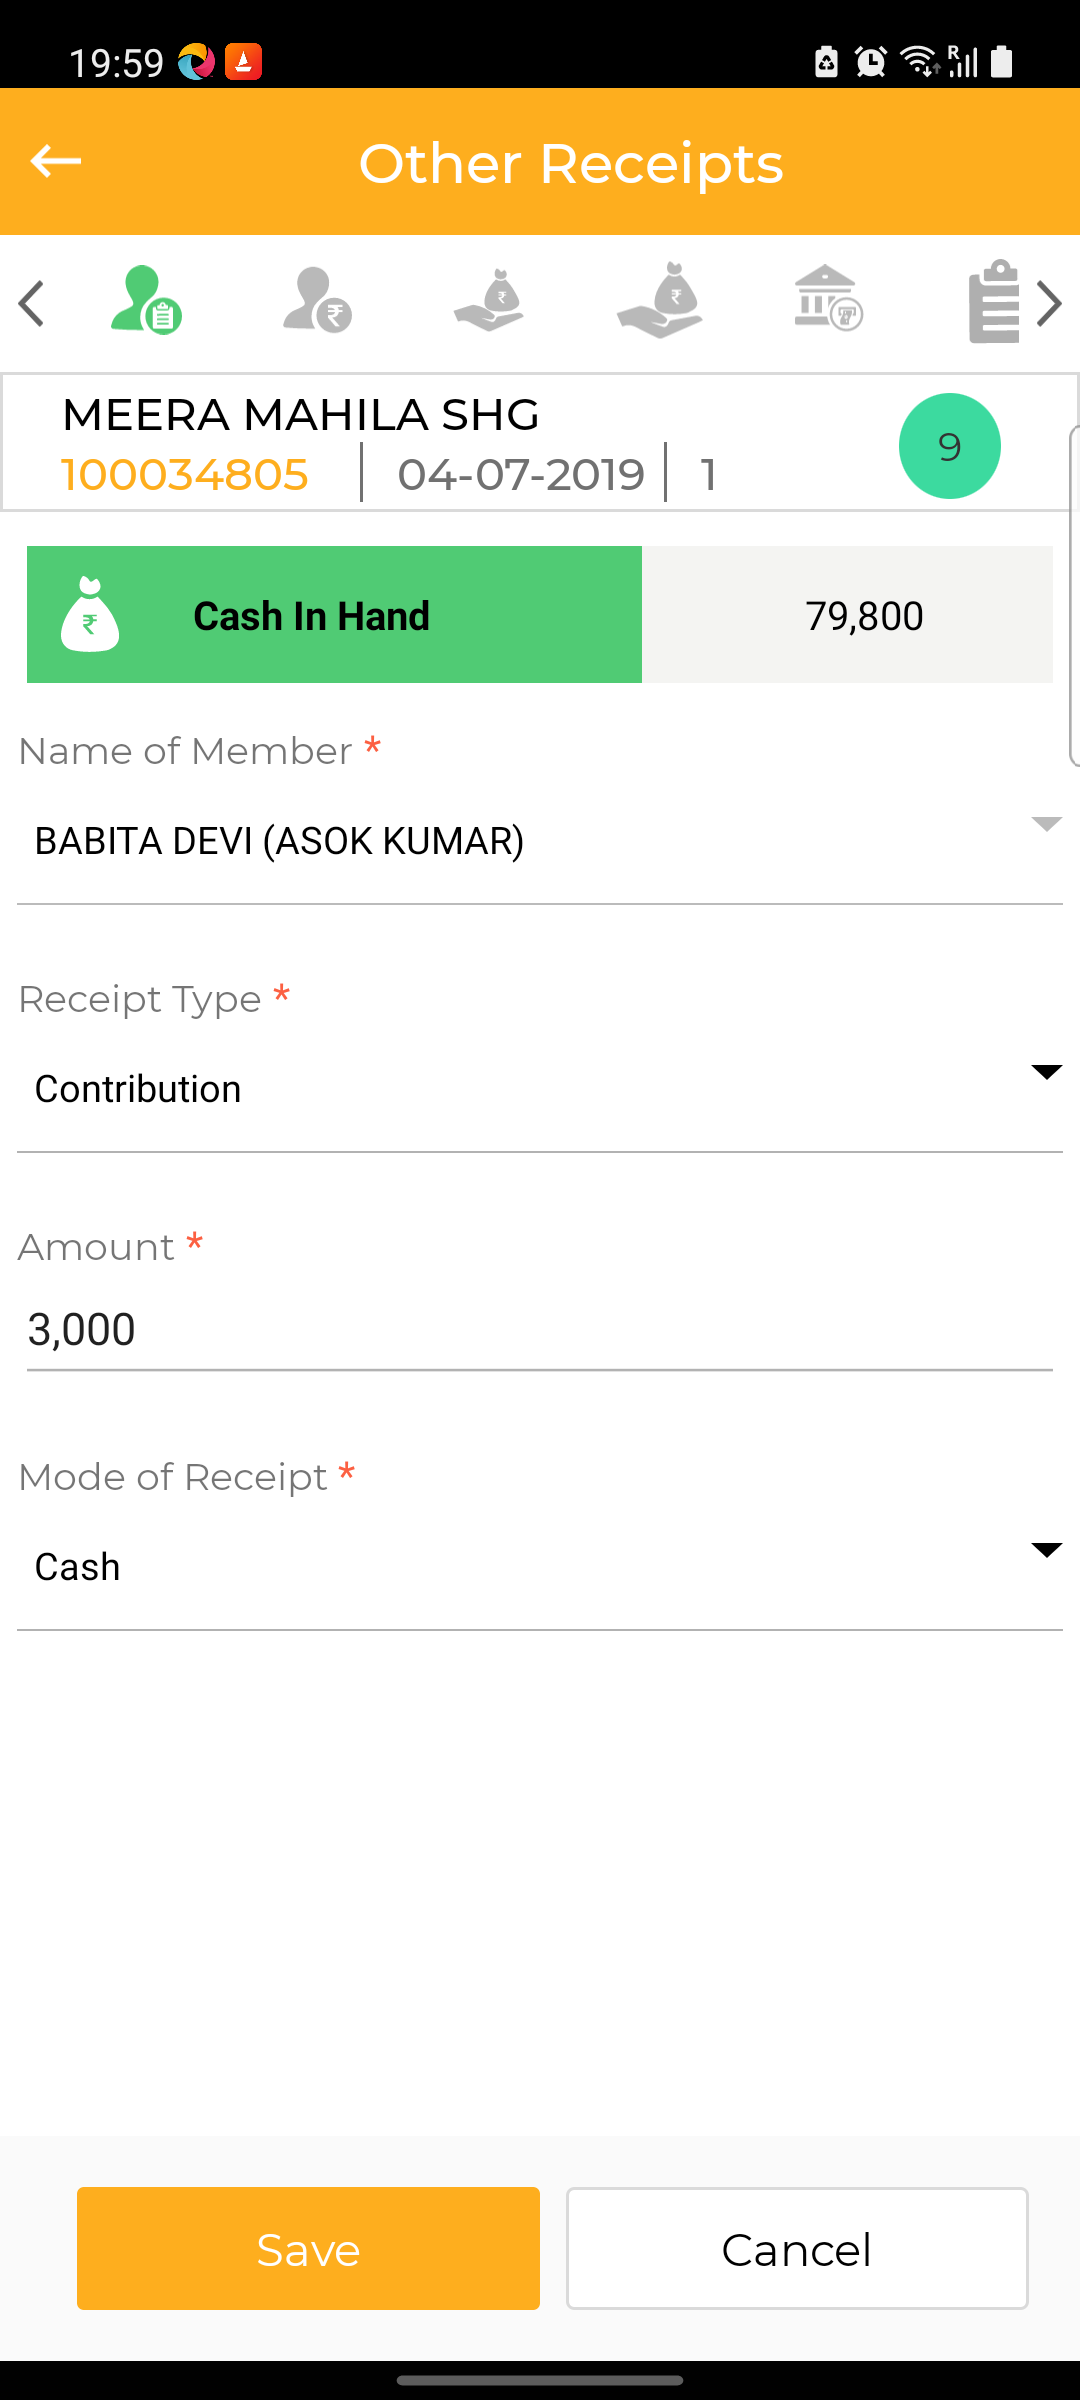 19:59
Other Receipts
MEERA MAHILA SHG
100034805 04-07-2019 1
9
Cash In Hand 79,800
Name of Member *
BABITA DEVI (ASOK KUMAR)
Receipt Type *
Contribution
Amount *
3,000
Mode of Receipt *
Cash
Save Cancel